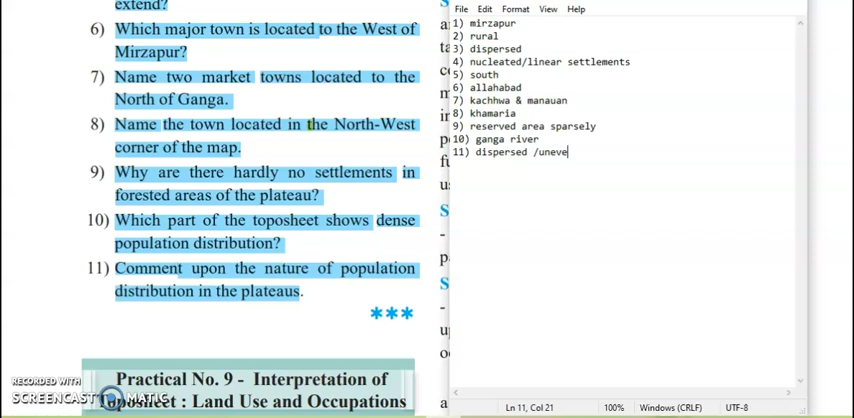 extend?
6) Which major town is located to the West of
Mirzapur?
7) Name two market towns located to the
North of Ganga.
8) Name the town located in the North-West
corner of the map.
9) Why are there hardly no settlements in
forested areas of the plateau?
10) Which part of the toposheet shows dense
population distribution?
11) Comment upon the nature of population
distribution in the plateaus.
***
Practical No. 9 - Interpretation of
Toposheet : Land Use and Occupations
RECORDED WITH
SCREENCAST MATIC
File Edit Format View Help
1) mirzapur
2) rural
3) dispersed
4) nucleated/linear settlements
5) south
6) allahabad
7) kachhwa & manauan
8) khamaria
9) reserved area sparsely
10) ganga river
11) dispersed /uneve
Ln 11, Col 21 100% Windows (CRLF) UTF-8